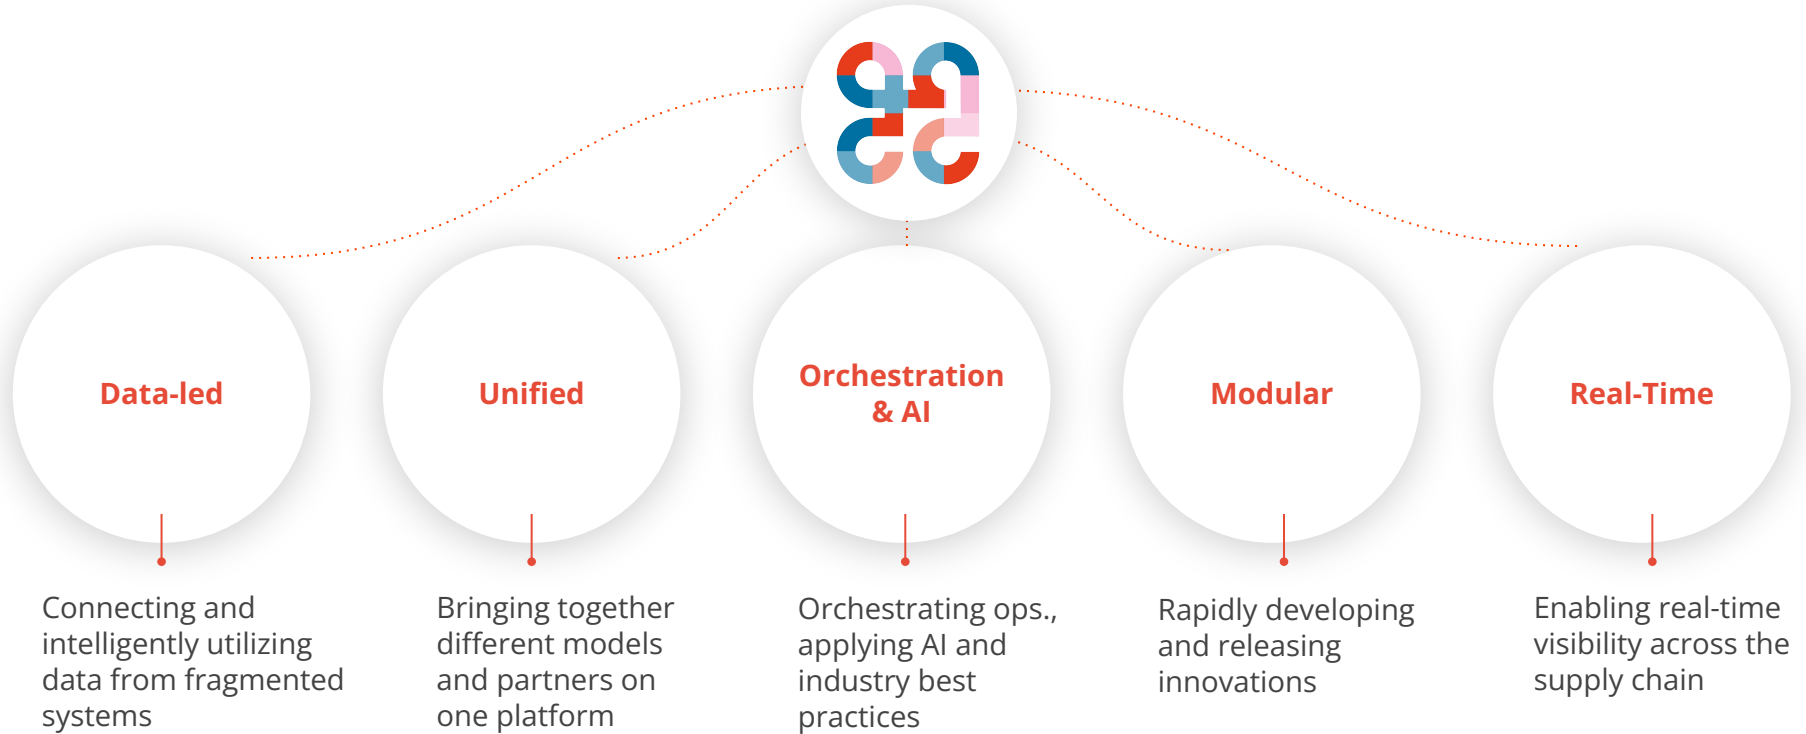 Data-led
Connecting and
intelligently utilizing
data from fragmented
systems
Unified
Bringing together
different models
and partners on
one platform
Orchestration
& AI
Orchestrating ops.,
applying AI and
industry best
practices
Modular
Rapidly developing
and releasing
innovations
Real-Time
Enabling real-time
visibility across the
supply chain